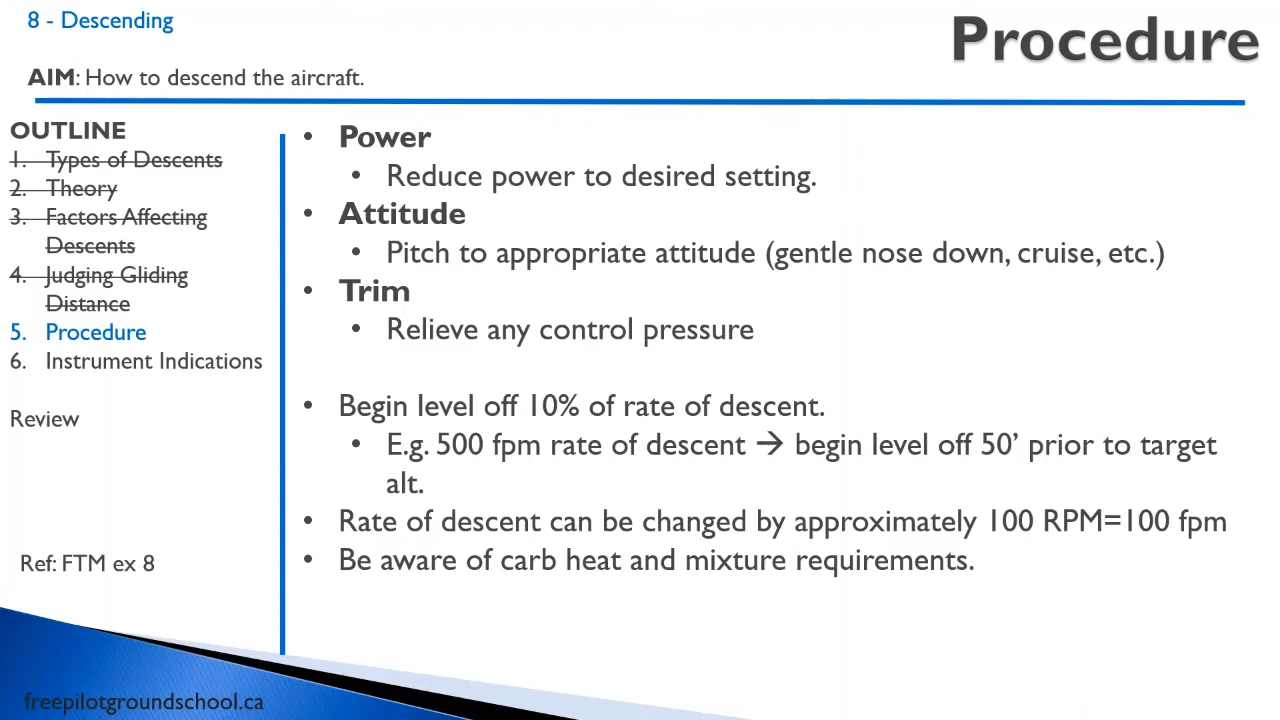 8 - Descending
Procedure
AIM: How to descend the aircraft.
OUTLINE
1. Types of Descents
2. Theory
3. Factors Affecting
Descents
4. Judging Gliding
Distance
5. Procedure
6. Instrument Indications
Review
Ref: FTM ex 8
• Power
• Reduce power to desired setting.
• Attitude
• Pitch to appropriate attitude (gentle nose down, cruise, etc.)
• Trim
• Relieve any control pressure
• Begin level off 10% of rate of descent.
• E.g. 500 fpm rate of descent → begin level off 50’ prior to target
alt.
• Rate of descent can be changed by approximately 100 RPM=100 fpm
• Be aware of carb heat and mixture requirements.
freepilotgroundschool.ca